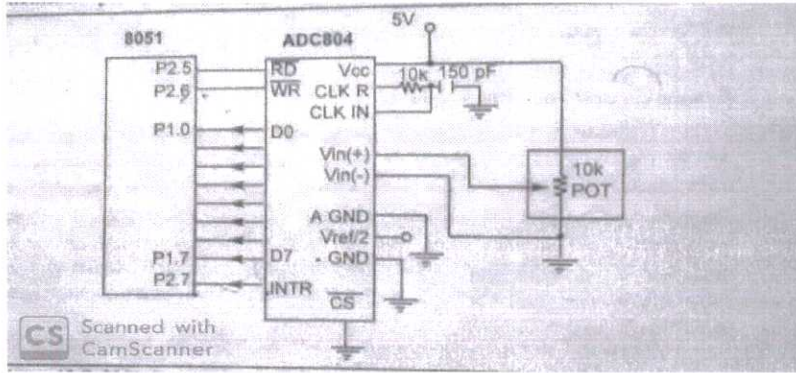 5V
8051 ADC804
P2.5 RD Vcc 10k 150 pF
P2.6 WR CLK R
CLK IN
P1.0 D0
Vin(+)
Vin(-) 10k
POT
A GND
Vref/2
P1.7 D7 GND
P2.7 INTR CS
CS Scanned with
CamScanner